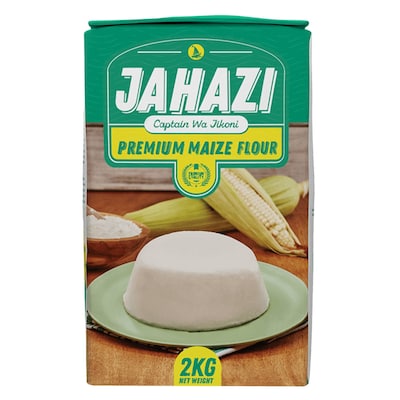 JAHAZI
Captain Wa Jikoni
PREMIUM MAIZE FLOUR
2KG
NET WEIGHT